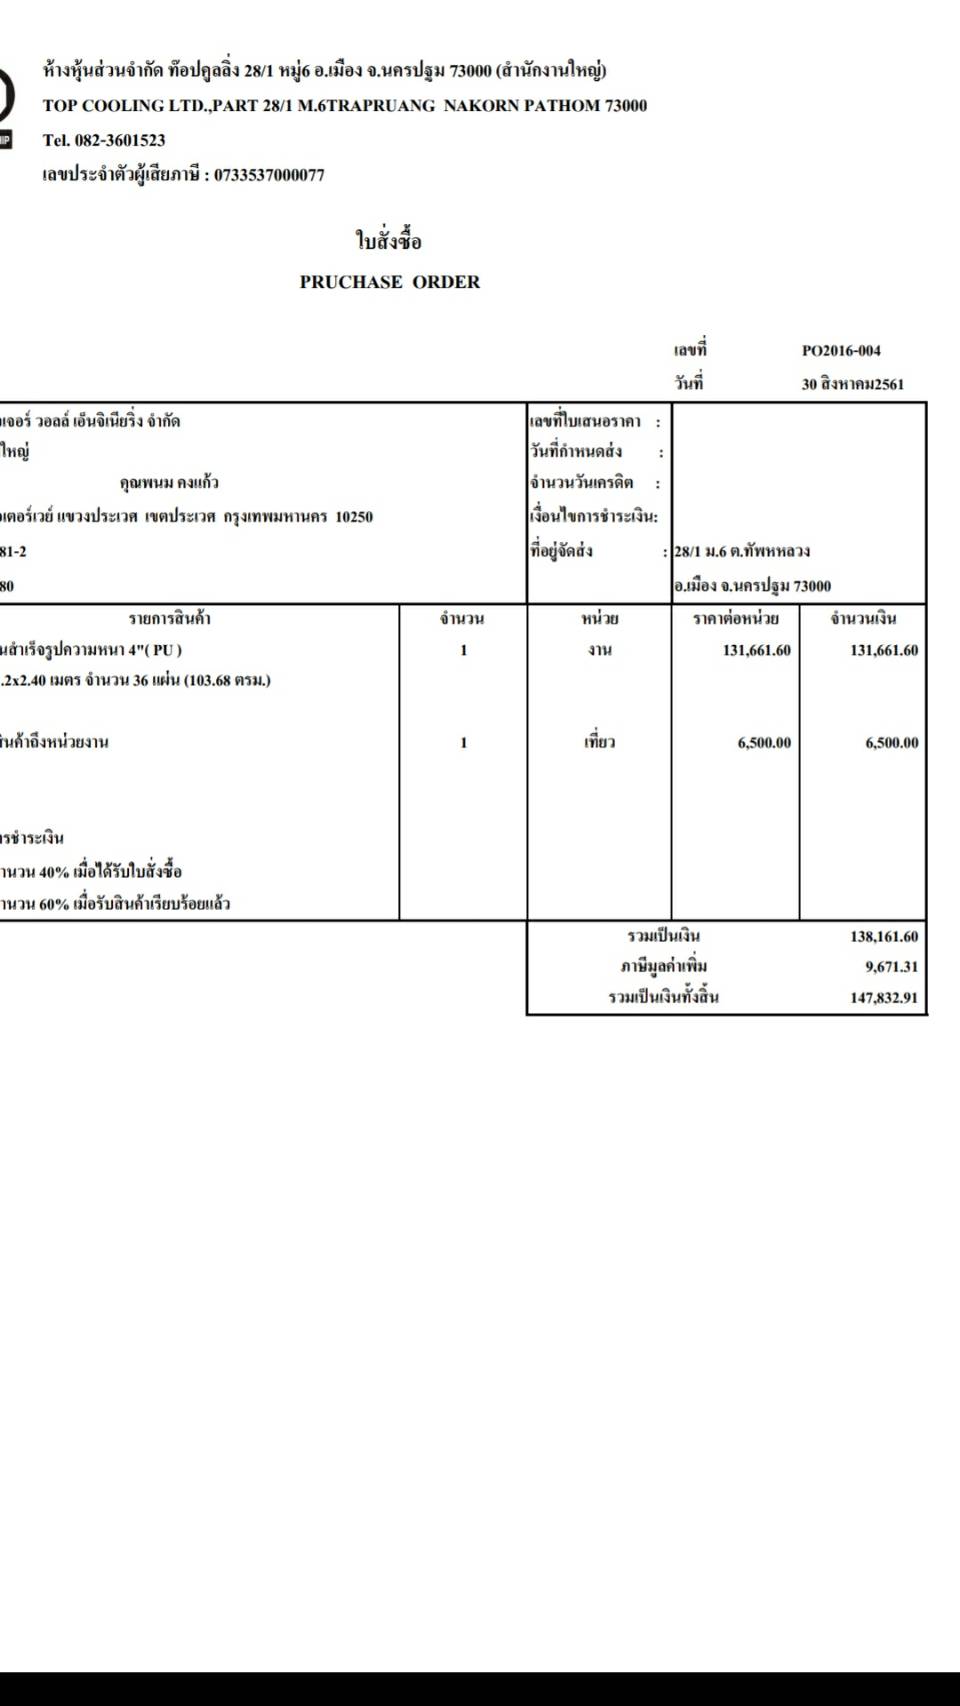 ห้างหุ้นส่วนจำกัด ท๊อปคูลลิ่ง 28/1 หมู่6 อ.เมือง จ.นครปฐม 73000 (สำนักงานใหญ่)
TOP COOLING LTD.,PART 28/1 M.6TRAPRUANG NAKORN PATHOM 73000
HIP
Tel. 082-3601523
เลขประจำตัวผู้เสียภาษี : 0733537000077
ใบสั่งซื้อ
PRUCHASE ORDER
เลขที่ PO2016-004
วันที่ 30 สิงหาคม2561
เจอร์ วอลล์ เอ็นจิเนียริ่ง จำกัด เลขที่ใบเสนอราคา :
ใหญ่ วันที่กำหนดส่ง :
คุณพนม คงแก้ว จำนวนวันเครดิต :
เตอร์เวย์ แขวงประเวศ เขตประเวศ กรุงเทพมหานคร 10250 เงื่อนไขการชำระเงิน:
81-2 ที่อยู่จัดส่ง : 28/1 ม.6 ต.ทัพหหลวง
80 อ.เมือง จ.นครปฐม 73000
รายการสินค้า จำนวน หน่วย ราคาต่อหน่วย จำนวนเงิน
นสำเร็จรูปความหนา 4"( PU ) 1 งาน 131,661.60 131,661.60
.2x2.40 เมตร จำนวน 36 แผ่น (103.68 ตรม.)
สินค้าถึงหน่วยงาน 1 เที่ยว 6,500.00 6,500.00
รชำระเงิน
านวน 40% เมื่อได้รับใบสั่งซื้อ
านวน 60% เมื่อรับสินค้าเรียบร้อยแล้ว
รวมเป็นเงิน 138,161.60
ภาษีมูลค่าเพิ่ม 9,671.31
รวมเป็นเงินทั้งสิ้น 147,832.91